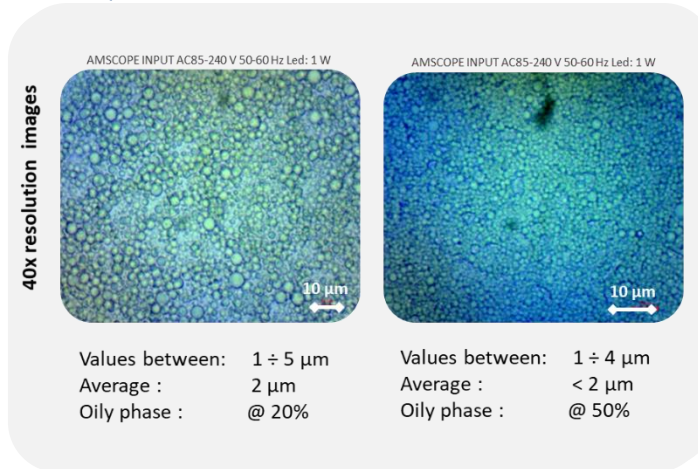 40x resolution images
AMSCOPE INPUT AC85-240 V 50-60 Hz Led: 1 W
10 µm
Values between: 1 ÷ 5 µm
Average : 2 µm
Oily phase : @ 20%
AMSCOPE INPUT AC85-240 V 50-60 Hz Led: 1 W
10 µm
Values between: 1 ÷ 4 µm
Average : < 2 µm
Oily phase : @ 50%